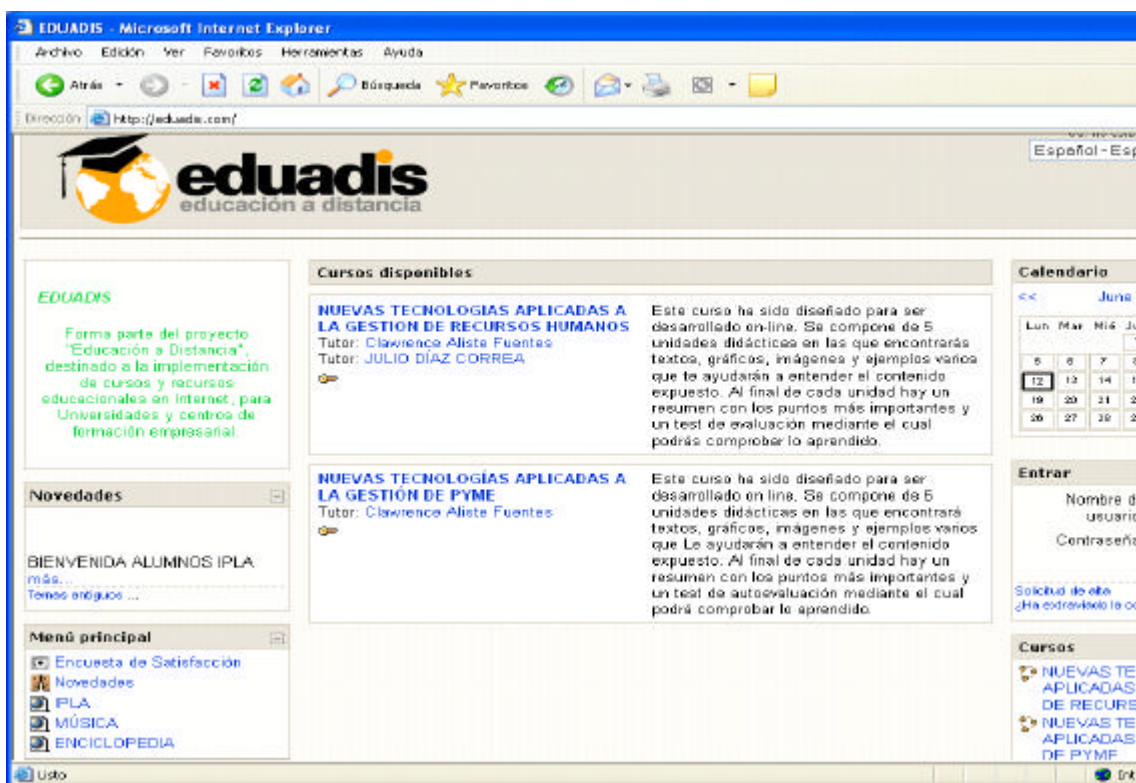 EDUADIS - Microsoft Internet Explorer
Archivo Edición Ver Favoritos Herramientas Ayuda
Atrás Búsqueda Favoritos
Dirección http://eduadis.com/
Español - Esp
eduadis
educación a distancia
EDUADIS
Forma parte del proyecto
"Educación a Distancia",
destinado a la implementación
de cursos y recursos
educacionales en Internet, para
Universidades y centros de
formación empresarial.
Novedades
BIENVENIDA ALUMNOS IPLA
más...
Temas antiguos ...
Menú principal
Encuesta de Satisfacción
Novedades
IPLA
MÚSICA
ENCICLOPEDIA
Cursos disponibles
NUEVAS TECNOLOGIAS APLICADAS A
LA GESTION DE RECURSOS HUMANOS
Tutor: Clawrence Aliste Fuentes
Tutor: JULIO DÍAZ CORREA
Este curso ha sido diseñado para ser
desarrollado on-line. Se compone de 5
unidades didácticas en las que encontrarás
textos, gráficos, imágenes y ejemplos varios
que te ayudarán a entender el contenido
expuesto. Al final de cada unidad hay un
resumen con los puntos más importantes y
un test de evaluación mediante el cual
podrás comprobar lo aprendido.
NUEVAS TECNOLOGÍAS APLICADAS A
LA GESTIÓN DE PYME
Tutor: Clawrence Aliste Fuentes
Este curso ha sido diseñado para ser
desarrollado on line. Se compone de 5
unidades didácticas en las que encontrará
textos, gráficos, imágenes y ejemplos varios
que Le ayudarán a entender el contenido
expuesto. Al final de cada unidad hay un
resumen con los puntos más importantes y
un test de autoevaluación mediante el cual
podrá comprobar lo aprendido.
Calendario
<< June
Lun Mar Mié
5 6 7
12 13 14
19 20 21
26 27 28
Entrar
Nombre d
usuario
Contraseña
Solicitud de alta
¿Ha extraviado la co
Cursos
NUEVAS TE
APLICADAS
DE RECURS
NUEVAS TE
APLICADAS
DE PYME
Listo